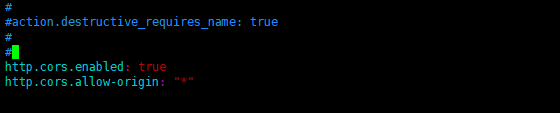 #
#action.destructive_requires_name: true
#
#
http.cors.enabled: true
http.cors.allow-origin: "*"